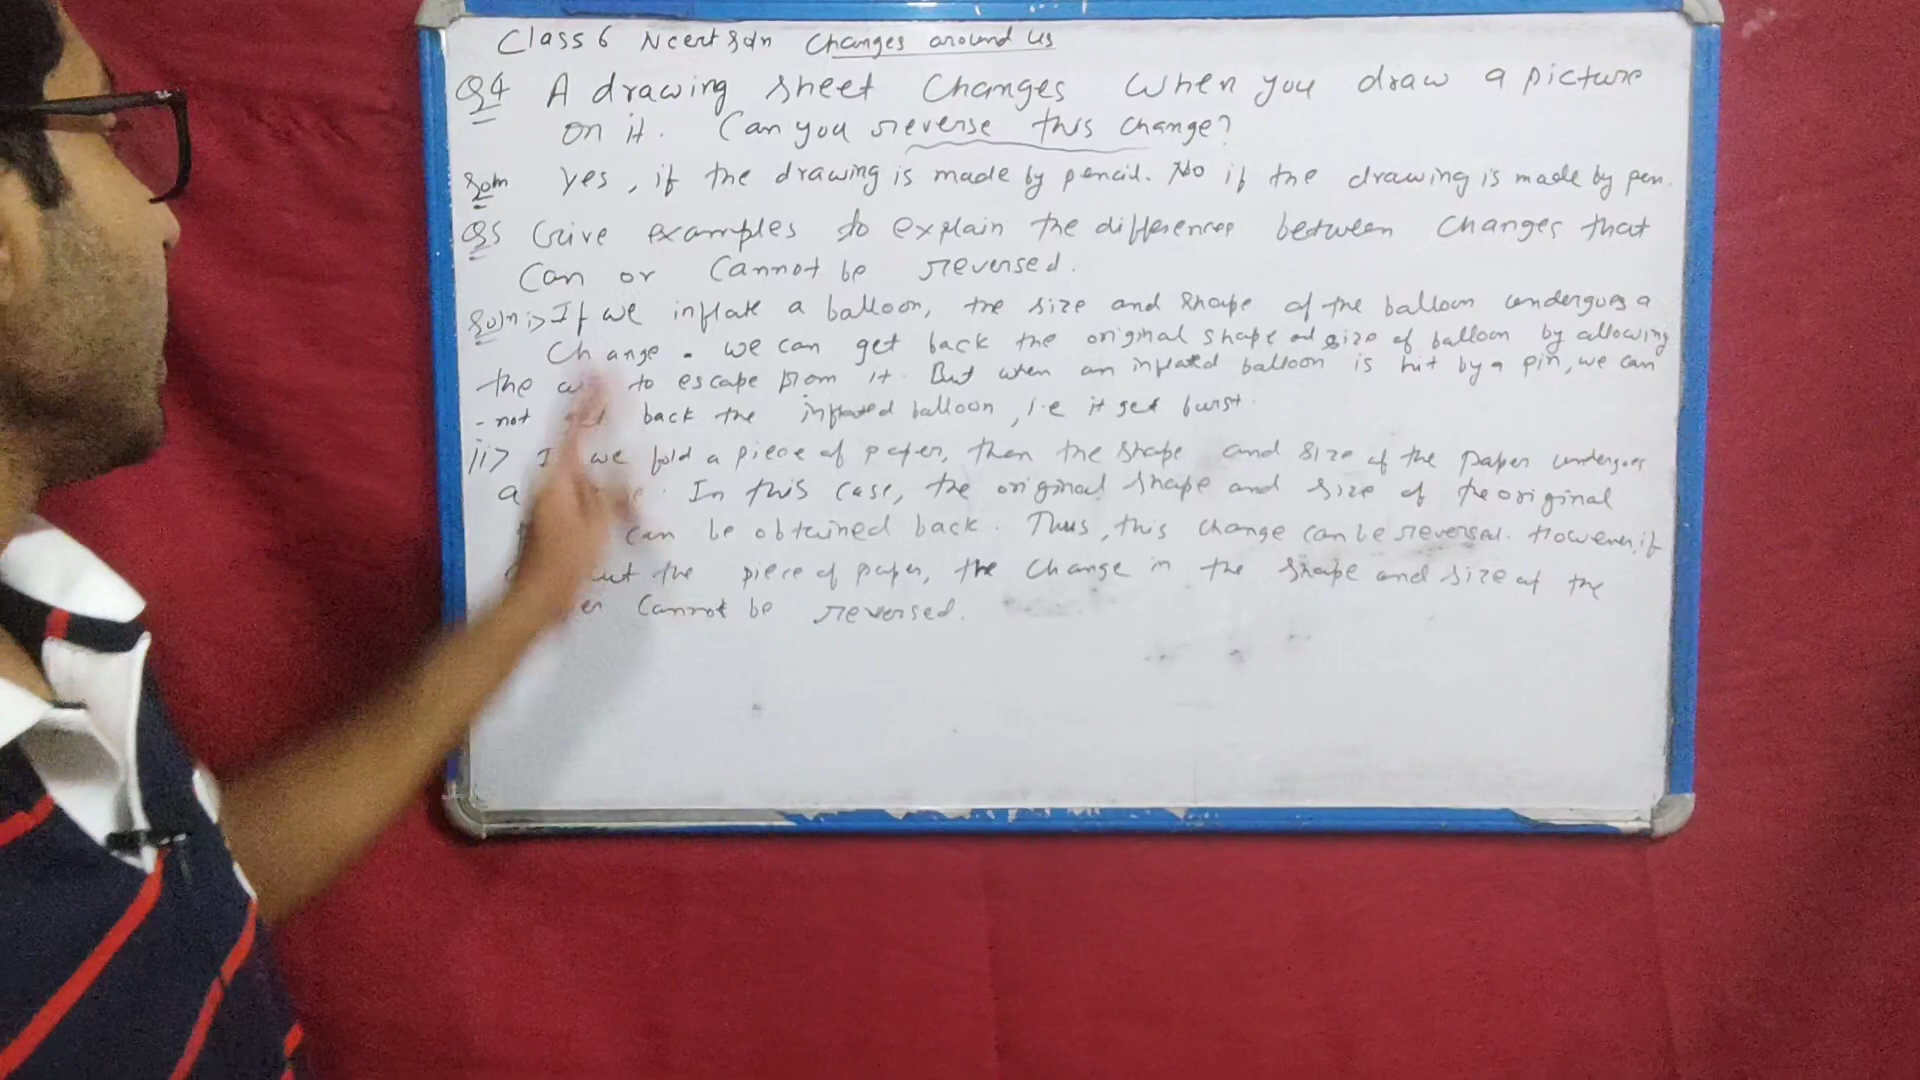 Class 6 Ncert Soln Changes around us
Q4 A drawing sheet Changes when you draw a picture
on it. Can you reverse this change?
Soln Yes, if the drawing is made by pencil. No if the drawing is made by pen.
Q5 Give examples to explain the differences between Changes that
Can or Cannot be reversed.
Soln i> If we inflate a balloon, the size and shape of the balloon undergoes a
Change. we can get back the original shape and size of balloon by allowing
the to escape from it. But when an inflated balloon is hit by a pin, we can
-not get back the inflated balloon, i.e it get burst.
ii> we fold a piece of paper, then the shape and size of the paper undergoes
a In this case, the original shape and size of the original
can be obtained back. Thus, this change can be reversed. However, if
the piece of paper, the change in the shape and size of the
Cannot be reversed.